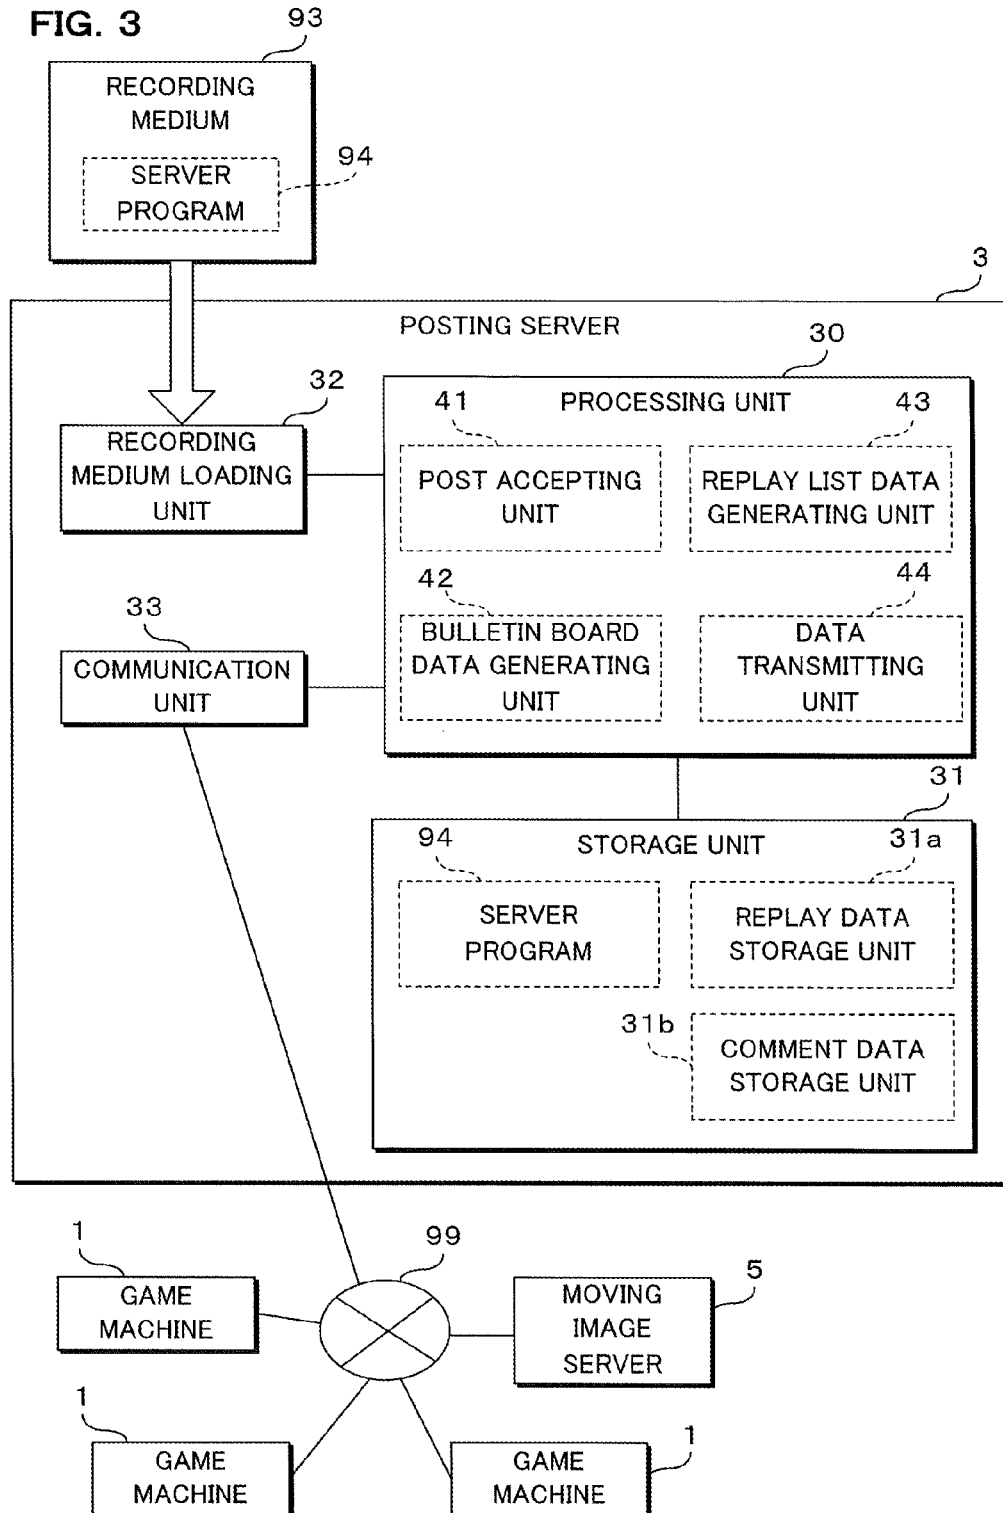 FIG. 3
93
RECORDING
MEDIUM
94
SERVER
PROGRAM
3
POSTING SERVER
30
PROCESSING UNIT
32
RECORDING
MEDIUM LOADING
UNIT
41
POST ACCEPTING
UNIT
43
REPLAY LIST DATA
GENERATING UNIT
33
COMMUNICATION
UNIT
42
BULLETIN BOARD
DATA GENERATING
UNIT
44
DATA
TRANSMITTING
UNIT
31
STORAGE UNIT
94
SERVER
PROGRAM
31a
REPLAY DATA
STORAGE UNIT
31b
COMMENT DATA
STORAGE UNIT
1
GAME
MACHINE
99
5
MOVING
IMAGE
SERVER
1
GAME
MACHINE
1
GAME
MACHINE